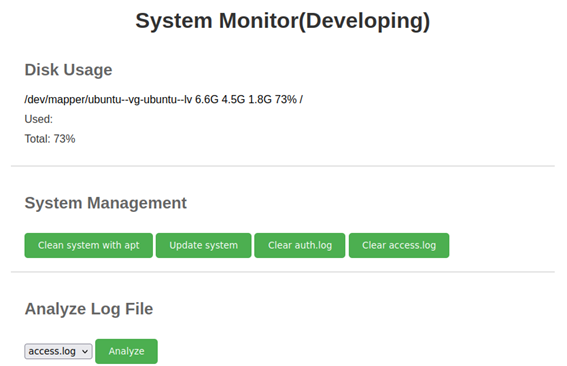 System Monitor(Developing)
Disk Usage
/dev/mapper/ubuntu--vg-ubuntu--lv 6.6G 4.5G 1.8G 73% /
Used:
Total: 73%
System Management
Clean system with apt Update system Clear auth.log Clear access.log
Analyze Log File
access.log Analyze